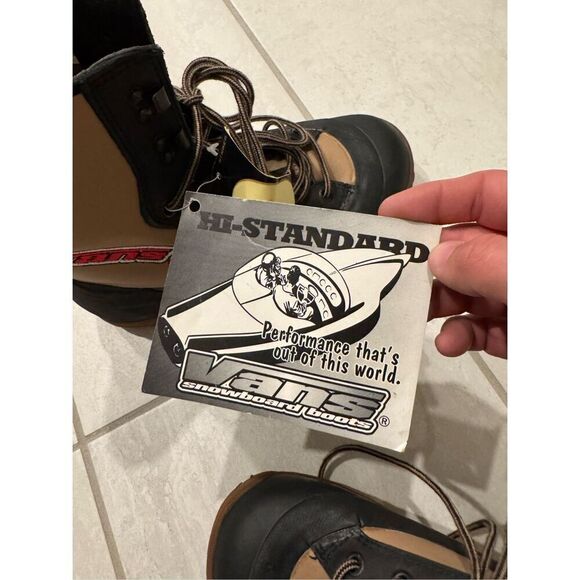 HI-STANDARD
Performance that's
out of this world.
Vans
snowboard boots
®
VANS